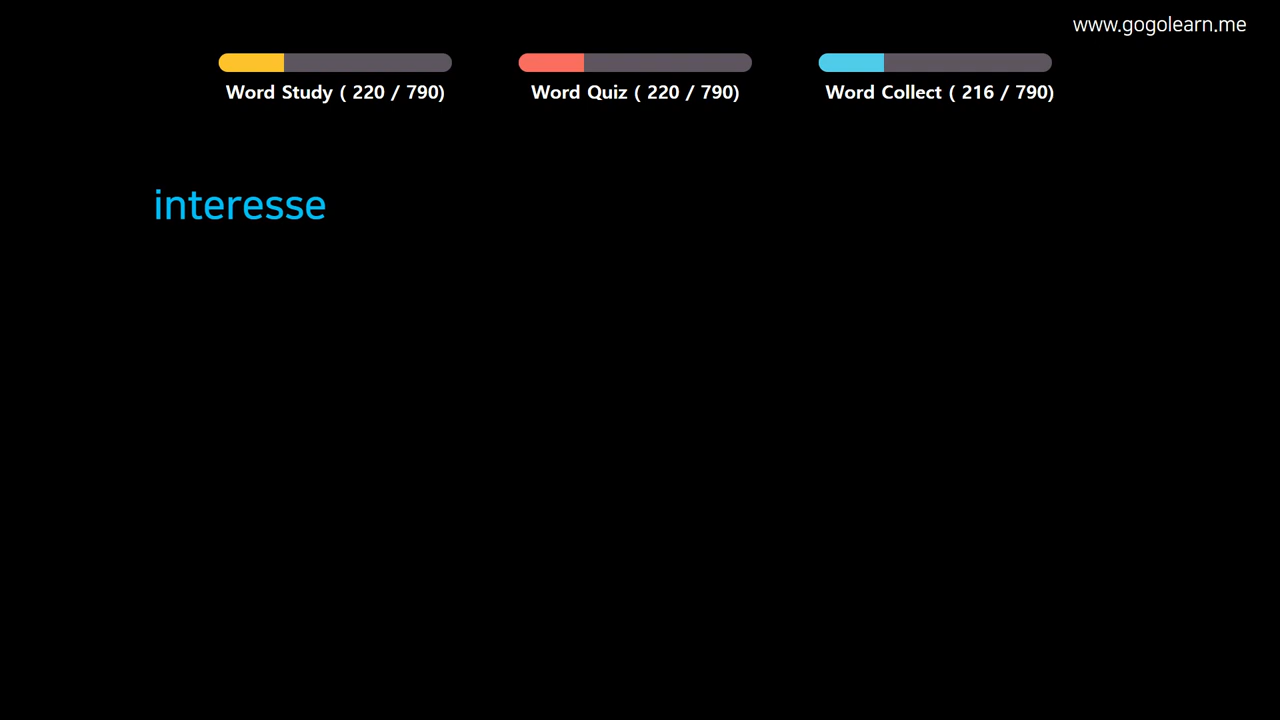 www.gogolearn.me
Word Study ( 220 / 790)
Word Quiz ( 220 / 790)
Word Collect ( 216 / 790)
interesse